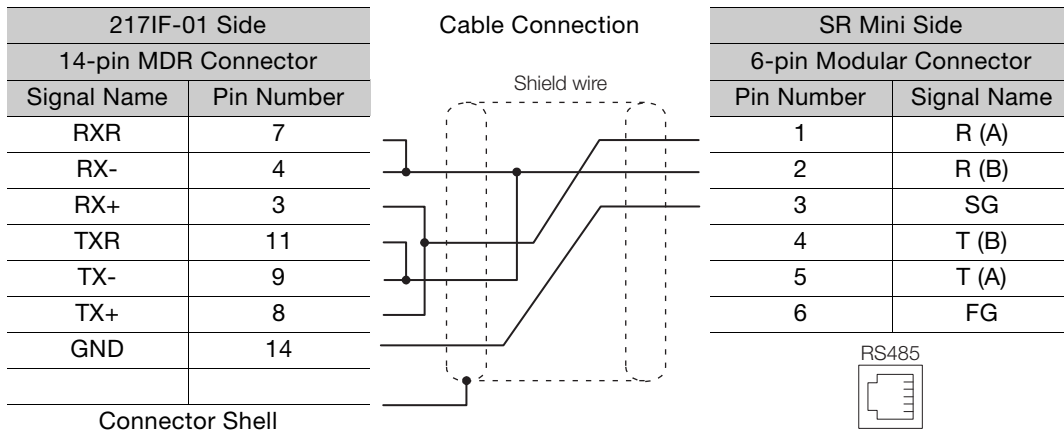 217IF-01 Side Cable Connection SR Mini Side
14-pin MDR Connector 6-pin Modular Connector
Shield wire
Signal Name Pin Number Pin Number Signal Name
RXR 7 1 R (A)
RX- 4 2 R (B)
RX+ 3 3 SG
TXR 11 4 T (B)
TX- 9 5 T (A)
TX+ 8 6 FG
GND 14
RS485
Connector Shell